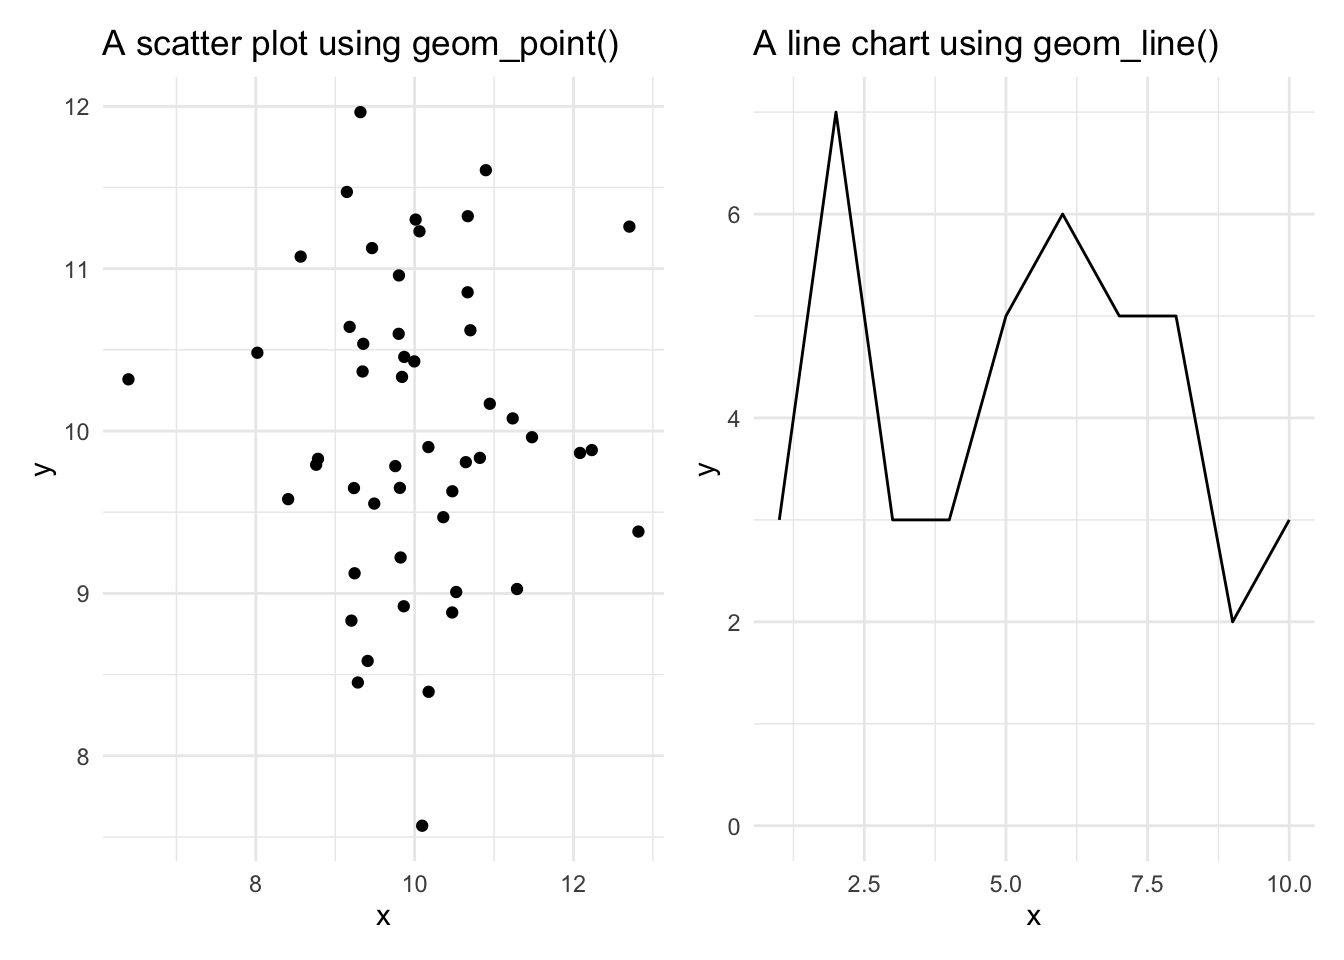 A scatter plot using geom_point()
12
11
10
9
8
y
8 10 12
x
A line chart using geom_line()
6
4
2
0
y
2.5 5.0 7.5 10.0
x